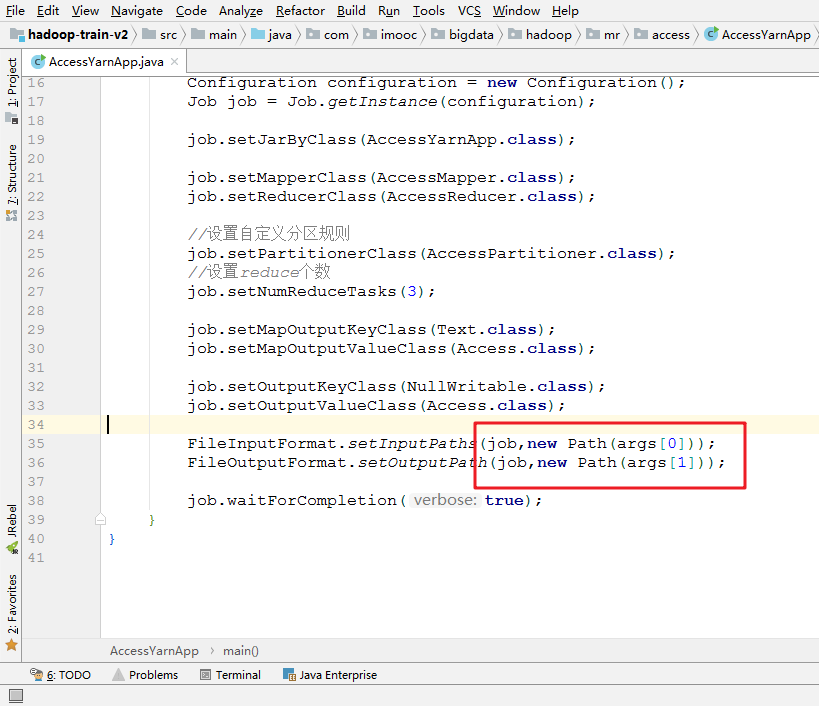 File Edit View Navigate Code Analyze Refactor Build Run Tools VCS Window Help
hadoop-train-v2 src main java com imooc bigdata hadoop mr access AccessYarnApp
AccessYarnApp.java
1: Project
7: Structure
JRebel
2: Favorites
16 Configuration configuration = new Configuration();
17 Job job = Job.getInstance(configuration);
18
19 job.setJarByClass(AccessYarnApp.class);
20
21 job.setMapperClass(AccessMapper.class);
22 job.setReducerClass(AccessReducer.class);
23
24 //设置自定义分区规则
25 job.setPartitionerClass(AccessPartitioner.class);
26 //设置reduce个数
27 job.setNumReduceTasks(3);
28
29 job.setMapOutputKeyClass(Text.class);
30 job.setMapOutputValueClass(Access.class);
31
32 job.setOutputKeyClass(NullWritable.class);
33 job.setOutputValueClass(Access.class);
34
35 FileInputFormat.setInputPaths(job,new Path(args[0]));
36 FileOutputFormat.setOutputPath(job,new Path(args[1]));
37
38 job.waitForCompletion( verbose: true);
39 }
40 }
41
AccessYarnApp main()
6: TODO Problems Terminal Java Enterprise